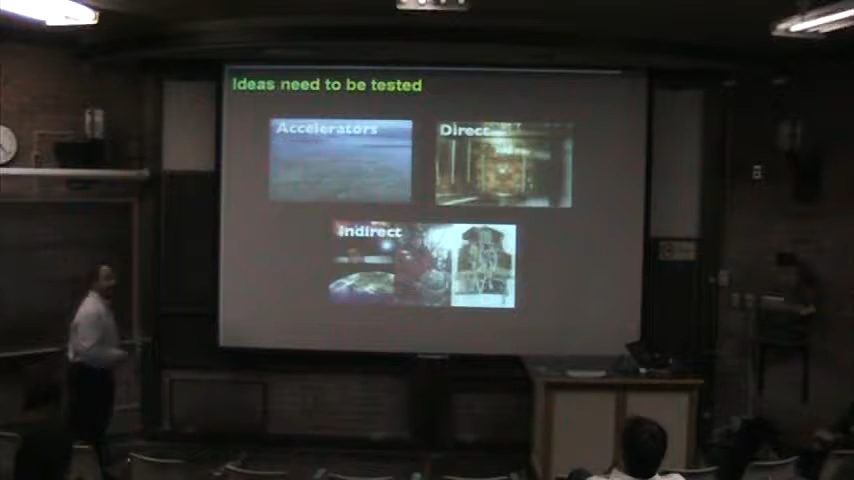 Ideas need to be tested
Accelerators
Direct
Indirect